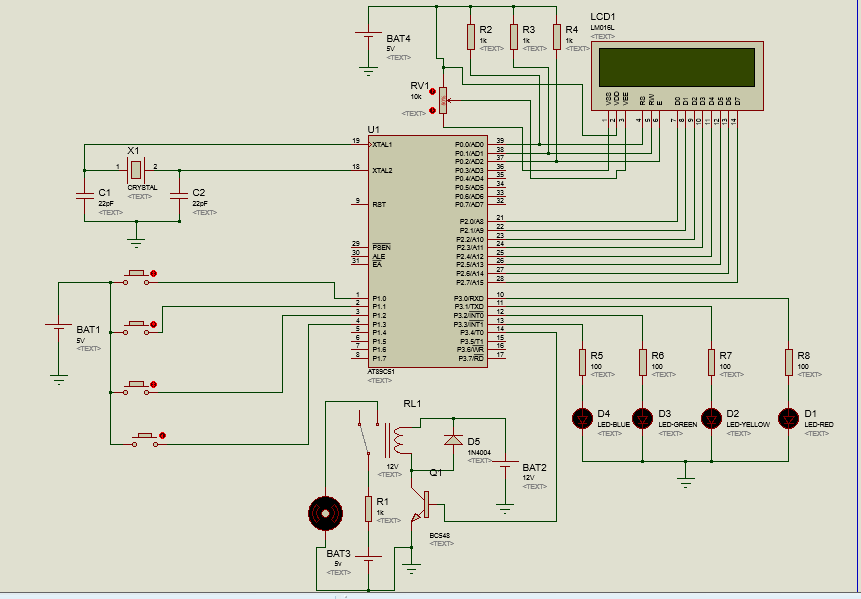 BAT4
5V
<TEXT>
R2
1k
<TEXT>
R3
1k
<TEXT>
R4
1k
<TEXT>
LCD1
LM016L
<TEXT>
VSS
VDD
VEE
RS
RW
E
D0
D1
D2
D3
D4
D5
D6
D7
1
2
3
4
5
6
7
8
9
10
11
12
13
14
RV1
10k
<TEXT>
U1
19
XTAL1
18
XTAL2
9
RST
29
PSEN
30
ALE
31
EA
1
P1.0
2
P1.1
3
P1.2
4
P1.3
5
P1.4
6
P1.5
7
P1.6
8
P1.7
P0.0/AD0
39
P0.1/AD1
38
P0.2/AD2
37
P0.3/AD3
36
P0.4/AD4
35
P0.5/AD5
34
P0.6/AD6
33
P0.7/AD7
32
P2.0/A8
21
P2.1/A9
22
P2.2/A10
23
P2.3/A11
24
P2.4/A12
25
P2.5/A13
26
P2.6/A14
27
P2.7/A15
28
P3.0/RXD
10
P3.1/TXD
11
P3.2/INT0
12
P3.3/INT1
13
P3.4/T0
14
P3.5/T1
15
P3.6/WR
16
P3.7/RD
17
AT89C51
<TEXT>
X1
1
2
CRYSTAL
<TEXT>
C1
22pF
<TEXT>
C2
22pF
<TEXT>
BAT1
5V
<TEXT>
R5
100
<TEXT>
R6
100
<TEXT>
R7
100
<TEXT>
R8
100
<TEXT>
D4
LED-BLUE
<TEXT>
D3
LED-GREEN
<TEXT>
D2
LED-YELLOW
<TEXT>
D1
LED-RED
<TEXT>
RL1
12V
<TEXT>
D5
1N4004
<TEXT>
BAT2
12V
<TEXT>
Q1
BC548
<TEXT>
R1
1k
<TEXT>
BAT3
5v
<TEXT>